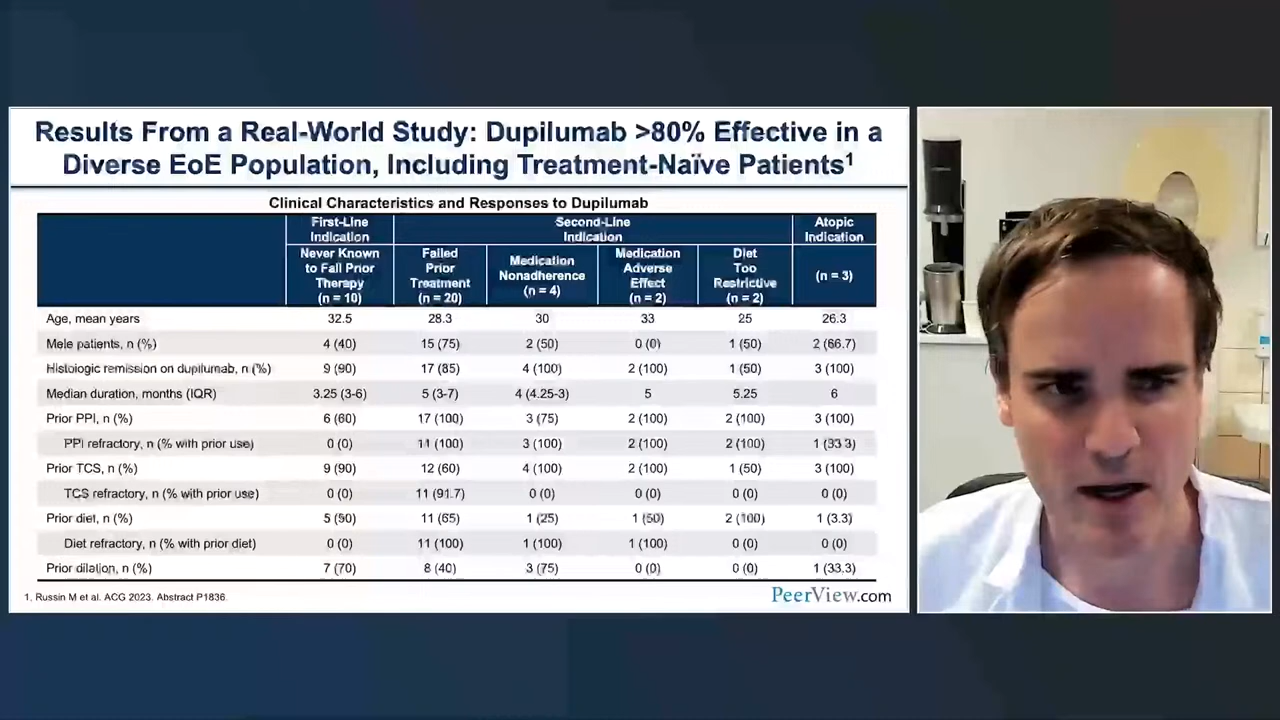 Results From a Real-World Study: Dupilumab >80% Effective in a
Diverse EoE Population, Including Treatment-Naïve Patients1
Clinical Characteristics and Responses to Dupilumab
First-Line Indication Second-Line Indication Atopic Indication
Never Known to Fail Prior Therapy (n = 10) Failed Prior Treatment (n = 20) Medication Nonadherence (n = 4) Medication Adverse Effect (n = 2) Diet Too Restrictive (n = 2) (n = 3)
Age, mean years 32.5 28.3 30 33 25 26.3
Male patients, n (%) 4 (40) 15 (75) 2 (50) 0 (0) 1 (50) 2 (66.7)
Histologic remission on dupilumab, n (%) 9 (90) 17 (85) 4 (100) 2 (100) 1 (50) 3 (100)
Median duration, months (IQR) 3.25 (3-6) 5 (3-7) 4 (4.25-3) 5 5.25 6
Prior PPI, n (%) 6 (60) 17 (100) 3 (75) 2 (100) 2 (100) 3 (100)
PPI refractory, n (% with prior use) 0 (0) 11 (100) 3 (100) 2 (100) 2 (100) 1 (33.3)
Prior TCS, n (%) 9 (90) 12 (60) 4 (100) 2 (100) 1 (50) 3 (100)
TCS refractory, n (% with prior use) 0 (0) 11 (91.7) 0 (0) 0 (0) 0 (0) 0 (0)
Prior diet, n (%) 5 (90) 11 (65) 1 (25) 1 (50) 2 (100) 1 (3.3)
Diet refractory, n (% with prior diet) 0 (0) 11 (100) 1 (100) 1 (100) 0 (0) 0 (0)
Prior dilation, n (%) 7 (70) 8 (40) 3 (75) 0 (0) 0 (0) 1 (33.3)
1. Russin M et al. ACG 2023. Abstract P1836.
PeerView.com